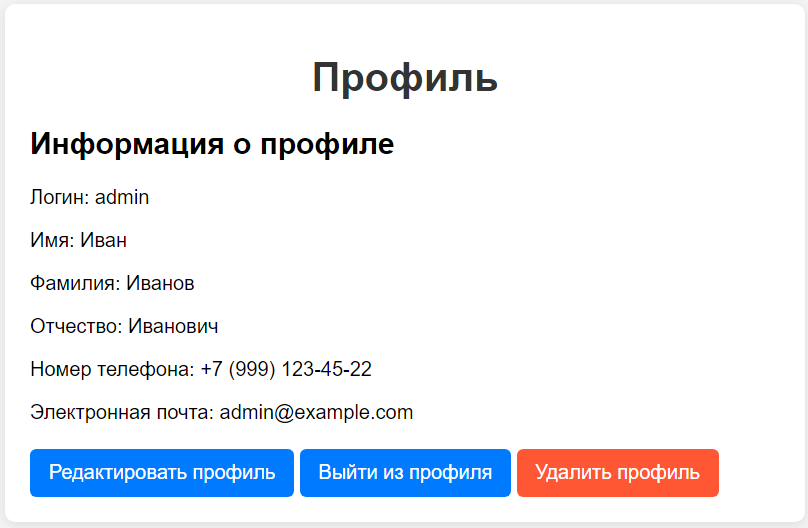 Профиль
Информация о профиле
Логин: admin
Имя: Иван
Фамилия: Иванов
Отчество: Иванович
Номер телефона: +7 (999) 123-45-22
Электронная почта: admin@example.com
Редактировать профиль Выйти из профиля Удалить профиль